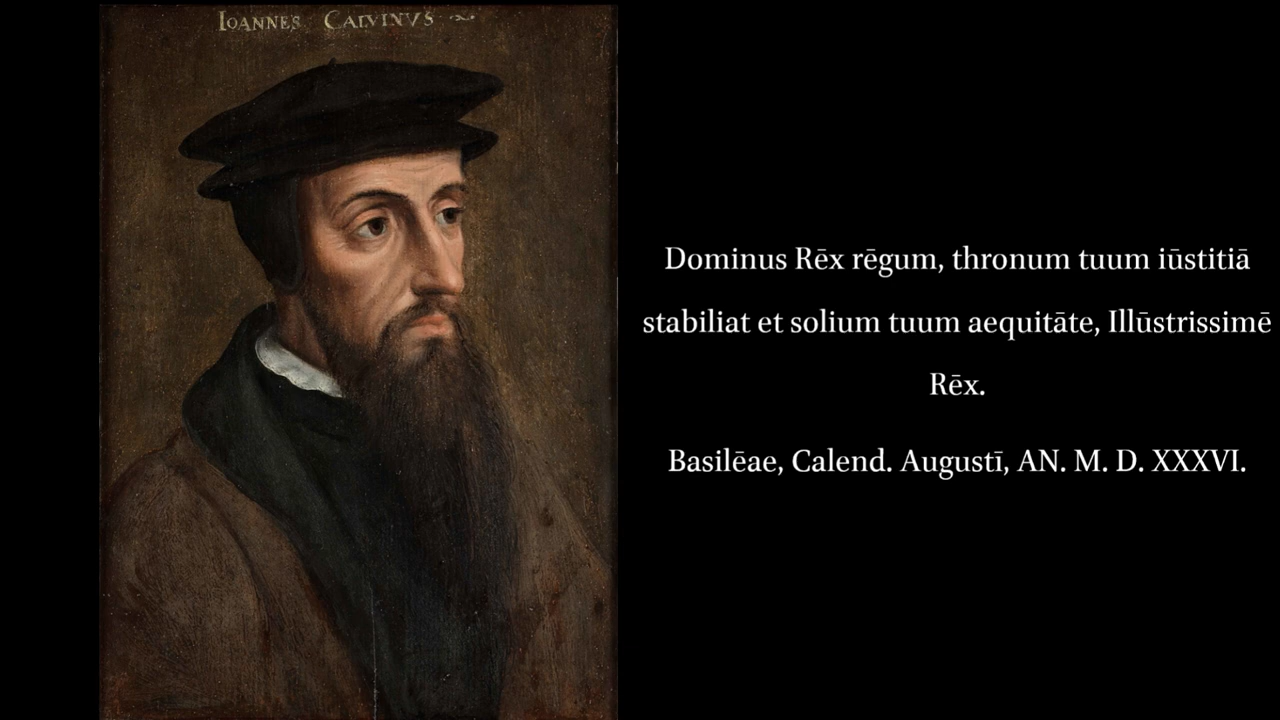 IOANNES CALVINVS
Dominus Rēx rēgum, thronum tuum iūstitiā
stabiliat et solium tuum aequitāte, Illūstrissimē
Rēx.
Basilēae, Calend. Augustī, AN. M. D. XXXVI.